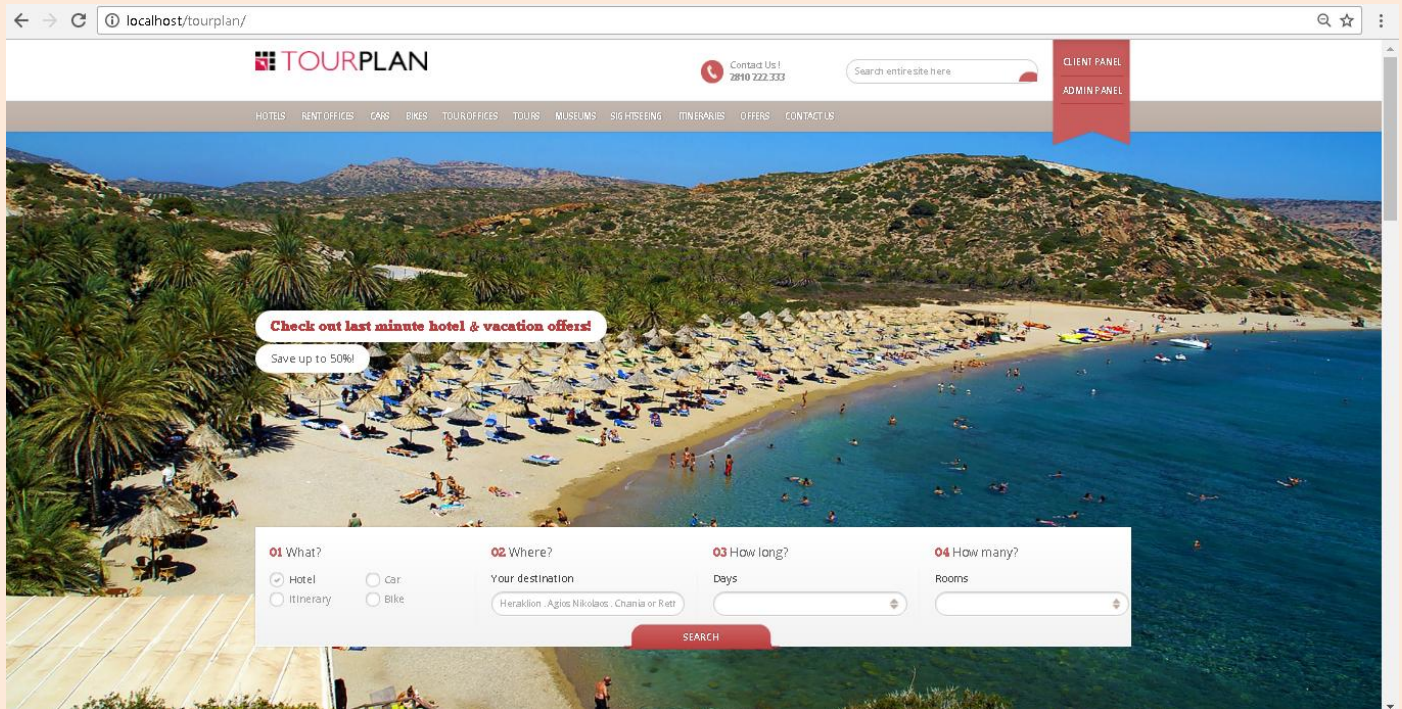 localhost/tourplan/
TOURPLAN
Contact Us !
2810 222 333
Search entire site here
CLIENT PANEL
ADMIN PANEL
HOTELS RENT OFFICES CARS BIKES TOUR OFFICES TOURS MUSEUMS SIGHTSEEING ITINERARIES OFFERS CONTACT US
Check out last minute hotel & vacation offers!
Save up to 50%!
01 What? 02 Where? 03 How long? 04 How many?
Hotel Car Your destination Days Rooms
Itinerary Bike Heraklion , Agios Nikolaos , Chania or Reth
SEARCH